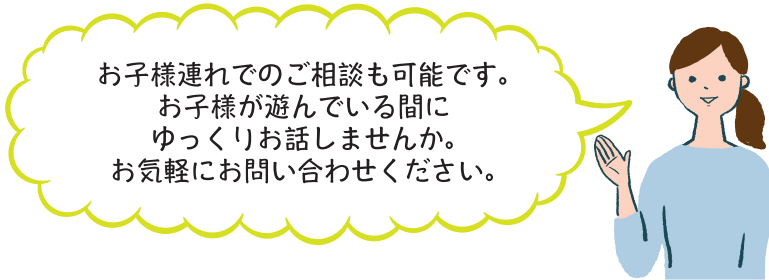 お子様連れでのご相談も可能です。
お子様が遊んでいる間に
ゆっくりお話しませんか。
お気軽にお問い合わせください。